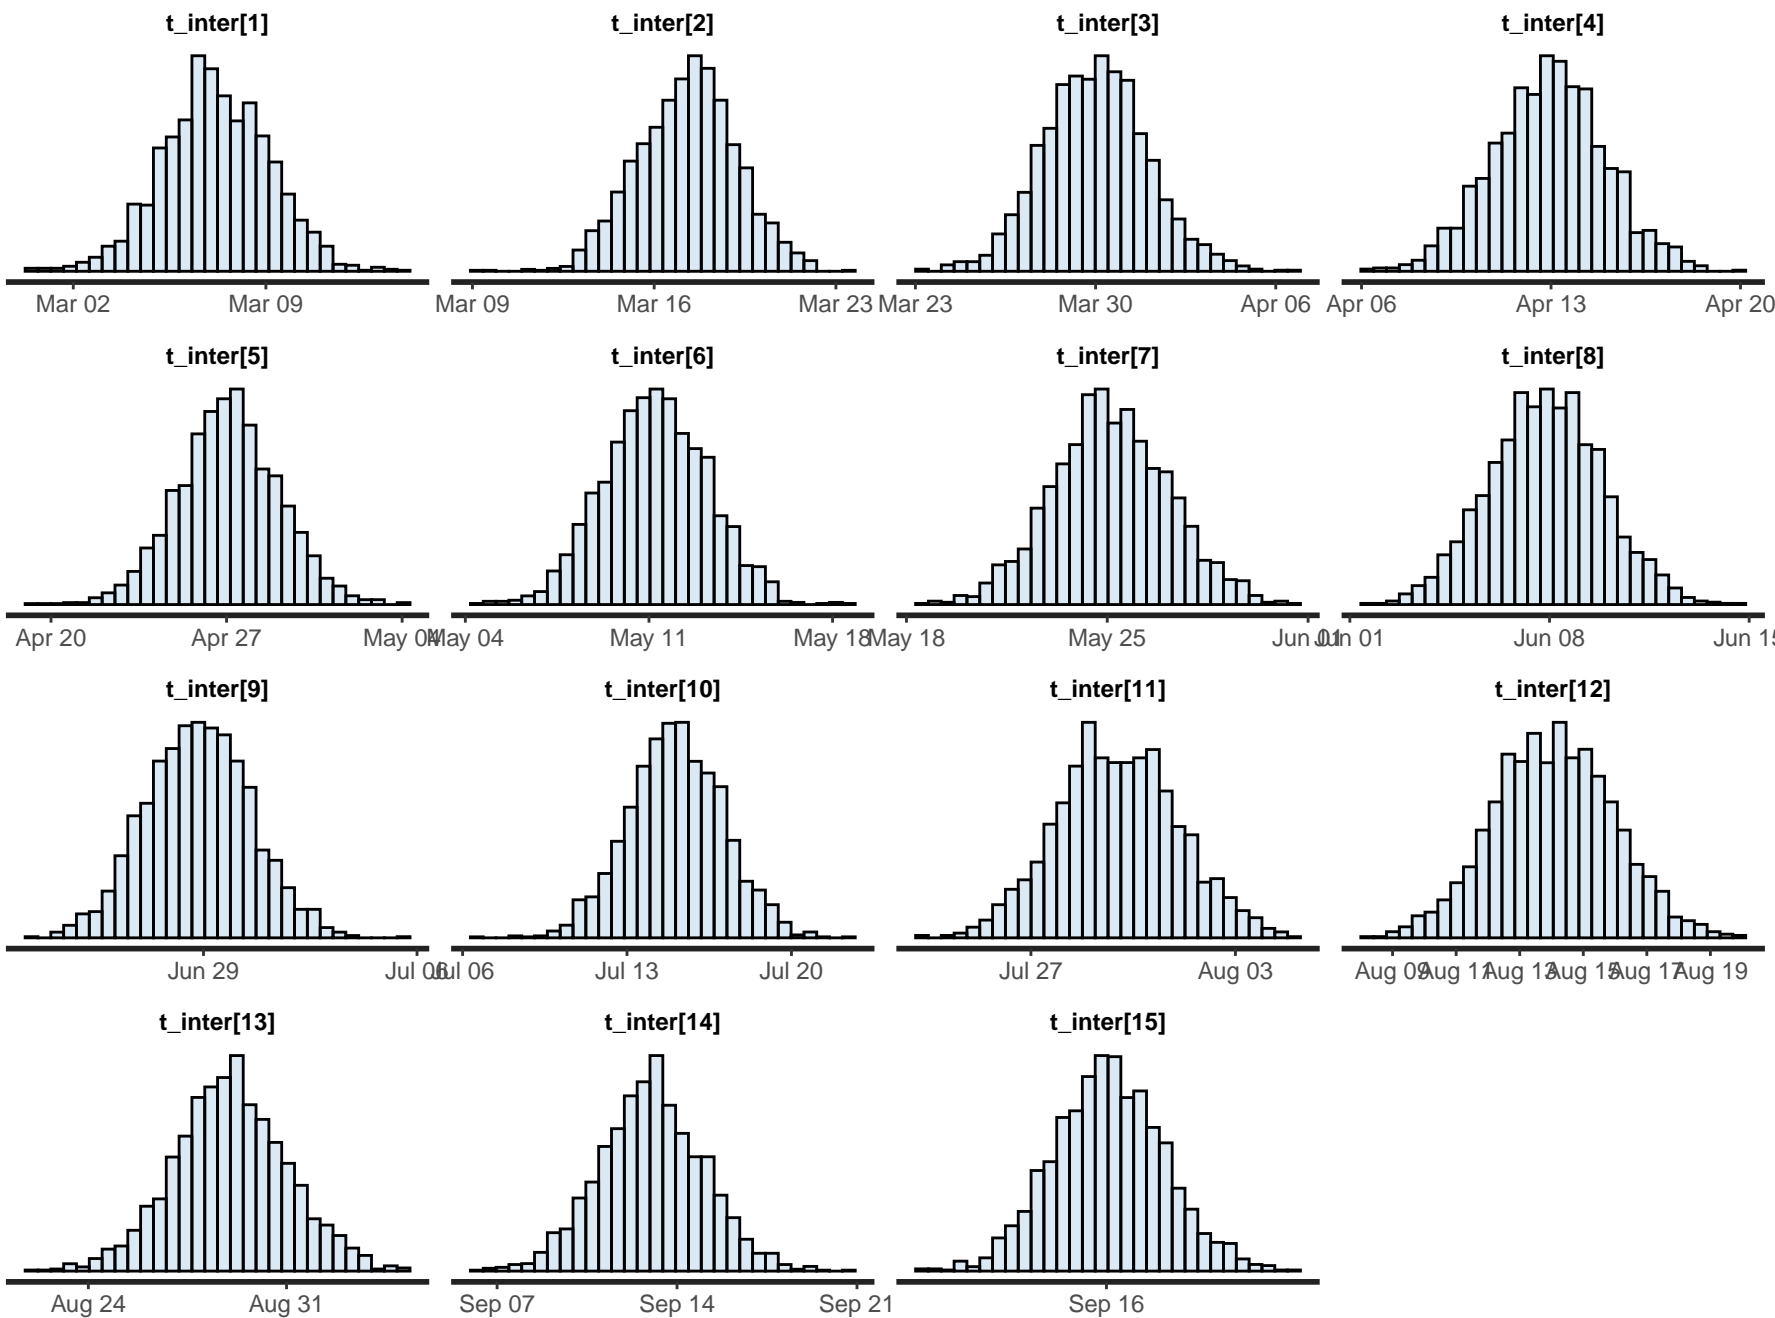 t_inter[1] t_inter[2] t_inter[3] t_inter[4]
Mar 02 Mar 09 Mar 09 Mar 16 Mar 23 Mar 23 Mar 30 Apr 06 Apr 06 Apr 13 Apr 20
t_inter[5] t_inter[6] t_inter[7] t_inter[8]
Apr 20 Apr 27 May 04 May 04 May 11 May 18 May 18 May 25 Jun 01 Jun 01 Jun 08 Jun 15
t_inter[9] t_inter[10] t_inter[11] t_inter[12]
Jun 29 Jul 06 Jul 06 Jul 13 Jul 20 Jul 27 Aug 03 Aug 09 Aug 11 Aug 13 Aug 15 Aug 17 Aug 19
t_inter[13] t_inter[14] t_inter[15]
Aug 24 Aug 31 Sep 07 Sep 14 Sep 21 Sep 16